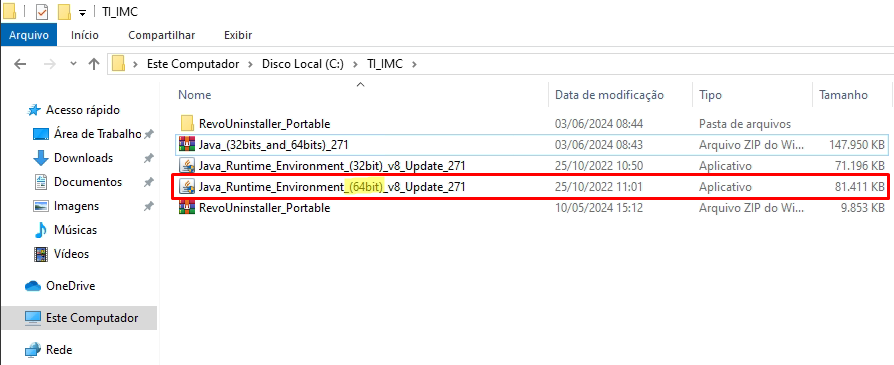 TI_IMC
Arquivo Início Compartilhar Exibir
Este Computador Disco Local (C:) TI_IMC
Nome Data de modificação Tipo Tamanho
Acesso rápido
Área de Trabalho
Downloads
Documentos
Imagens
Músicas
Vídeos
OneDrive
Este Computador
Rede
RevoUninstaller_Portable 03/06/2024 08:44 Pasta de arquivos
Java_(32bits_and_64bits)_271 03/06/2024 08:43 Arquivo ZIP do Wi... 147.950 KB
Java_Runtime_Environment_(32bit)_v8_Update_271 25/10/2022 10:50 Aplicativo 71.196 KB
Java_Runtime_Environment_(64bit)_v8_Update_271 25/10/2022 11:01 Aplicativo 81.411 KB
RevoUninstaller_Portable 10/05/2024 15:12 Arquivo ZIP do Wi... 9.853 KB